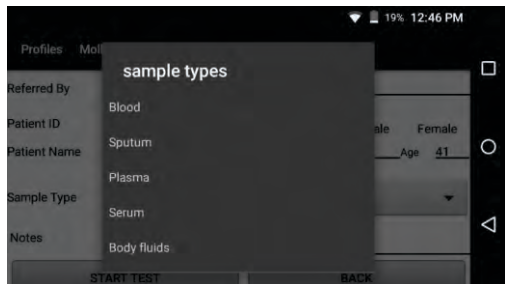 19% 12:46 PM
Profiles
sample types
Referred By
Blood
Patient ID
Female
Sputum
Patient Name
Age 41
Plasma
Sample Type
Serum
Notes
Body fluids
START TEST
BACK